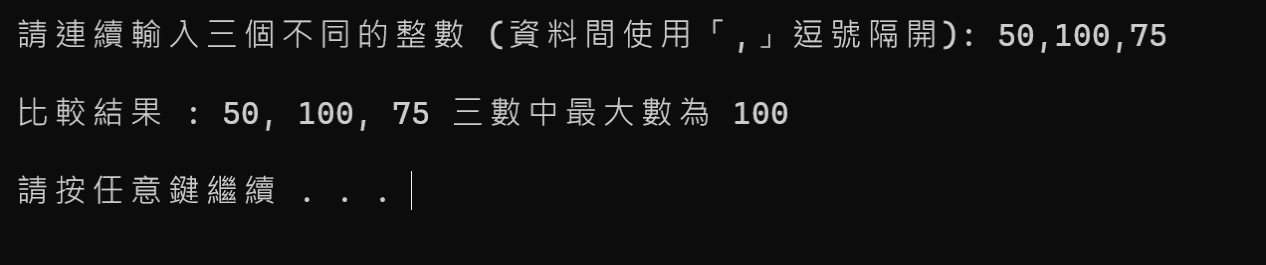 請連續輸入三個不同的整數 (資料間使用「,」逗號隔開): 50,100,75
比較結果 : 50, 100, 75 三數中最大數為 100
請按任意鍵繼續 . . .